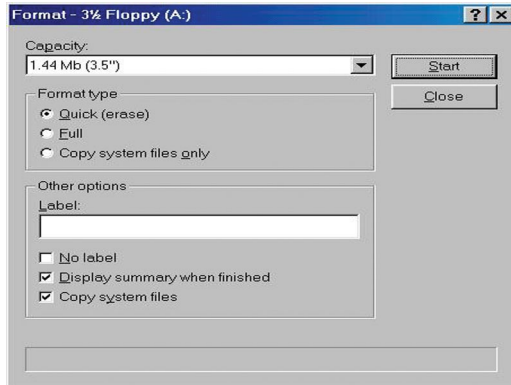 Format - 3½ Floppy (A:)
Capacity:
1.44 Mb (3.5")
Start
Format type
Close
Quick (erase)
Full
Copy system files only
Other options
Label:
No label
Display summary when finished
Copy system files